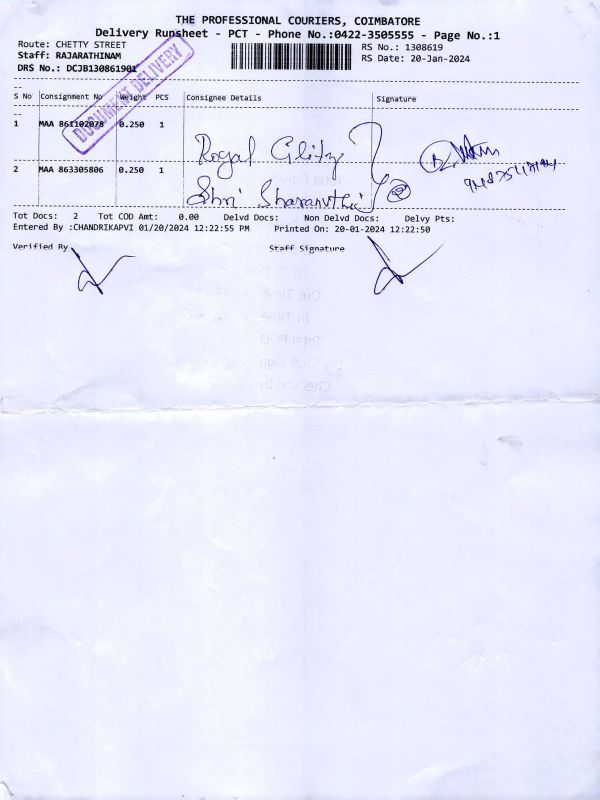 THE PROFESSIONAL COURIERS, COIMBATORE
Delivery Runsheet - PCT - Phone No.:0422-3505555 - Page No.:1
Route: CHETTY STREET
RS No.: 1308619
Staff: RAJARATHINAM
RS Date: 20-Jan-2024
DRS No.: DCJB130861901
DOCUMENT DELIVERY
S No Consignment No Weight PCS Consignee Details Signature
1 MAA 861102078 0.250 1
Royal Glitz
2 MAA 863305806 0.250 1
Shri Sharanvthi
Tot Docs: 2 Tot COD Amt: 0.00 Delvd Docs: Non Delvd Docs: Delvy Pts:
Entered By :CHANDRIKAPVI 01/20/2024 12:22:55 PM Printed On: 20-01-2024 12:22:50
Verified By Staff Signature